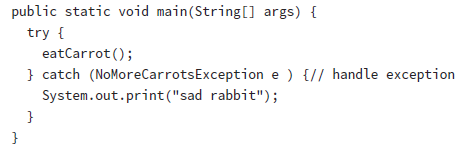 public static void main(String[] args) {
  try {
    eatCarrot();
  } catch (NoMoreCarrotsException e ) {// handle exception
    System.out.print("sad rabbit");
  }
}